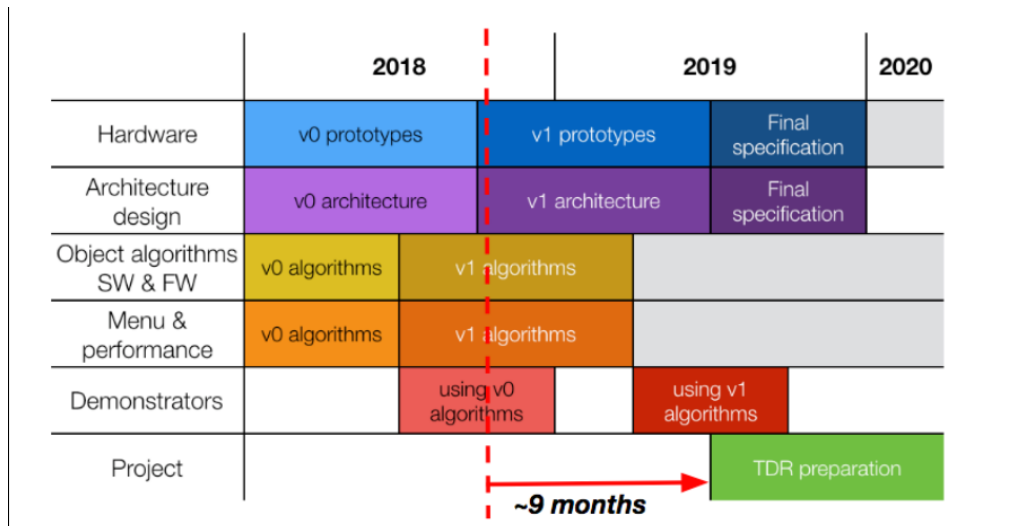 2018
2019
2020
Hardware
v0 prototypes
v1 prototypes
Final
specification
Architecture
design
v0 architecture
v1 architecture
Final
specification
Object algorithms
SW & FW
v0 algorithms
v1 algorithms
Menu &
performance
v0 algorithms
v1 algorithms
Demonstrators
using v0
algorithms
using v1
algorithms
Project
TDR preparation
~9 months